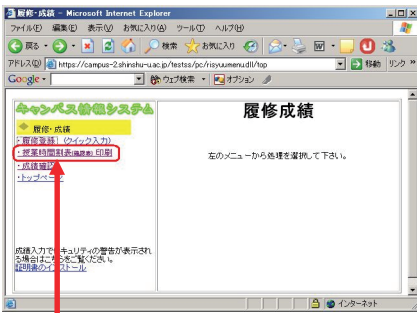 履修・成績 - Microsoft Internet Explorer
ファイル(F) 編集(E) 表示(V) お気に入り(A) ツール(T) ヘルプ(H)
戻る 検索 お気に入り
アドレス(D) https://campus-2.shinshu-u.ac.jp/testss/pc/risyuumenu.dll/top 移動 リンク »
Google ウェブ検索 オプション
キャンパス情報システム
履修・成績
・履修登録 (クイック入力)
・授業時間割表(確認表) 印刷
・成績確認
・トップページ
成績入力でセキュリティの警告が表示され
る場合はこちらをご覧ください。
証明書のインストール
履修成績
左のメニューから処理を選択して下さい。
インターネット